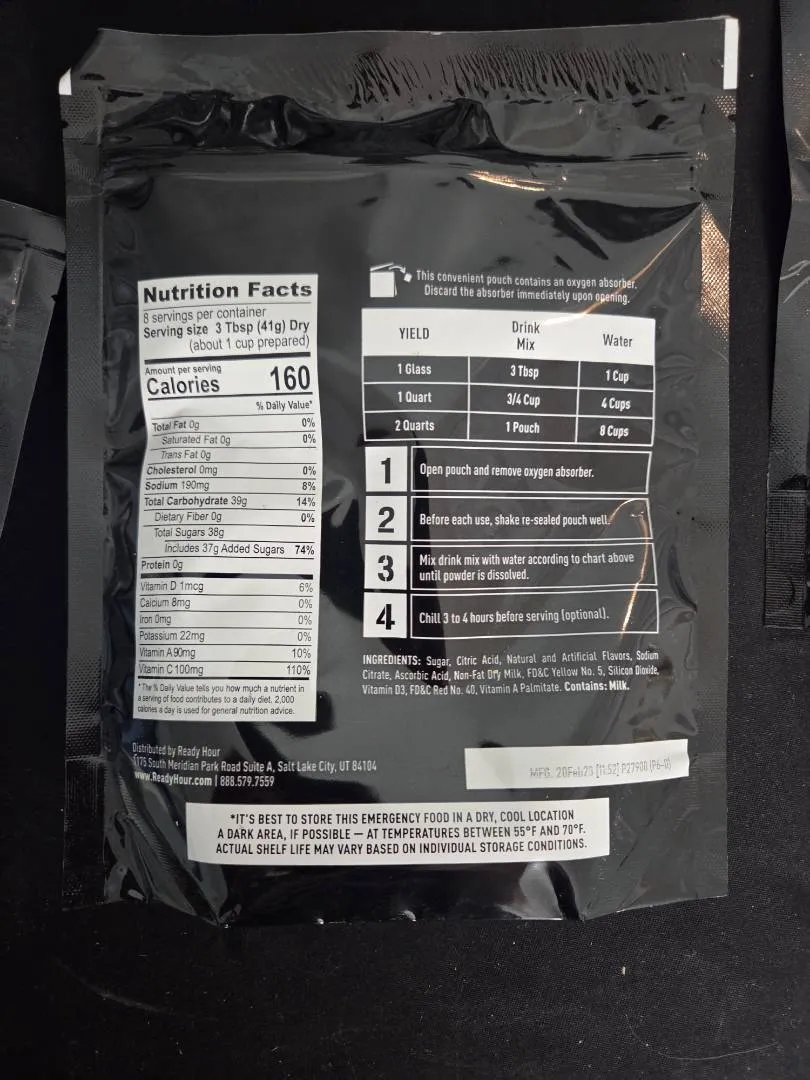 This convenient pouch contains an oxygen absorber.
Discard the absorber immediately upon opening.
Nutrition Facts
8 servings per container
Serving size 3 Tbsp (41g) Dry
(about 1 cup prepared)
Amount per serving
Calories 160
% Daily Value*
Total Fat 0g 0%
Saturated Fat 0g 0%
Trans Fat 0g
Cholesterol 0mg 0%
Sodium 190mg 8%
Total Carbohydrate 39g 14%
Dietary Fiber 0g 0%
Total Sugars 38g
Includes 37g Added Sugars 74%
Protein 0g
Vitamin D 1mcg 6%
Calcium 8mg 0%
Iron 0mg 0%
Potassium 22mg 0%
Vitamin A 90mg 10%
Vitamin C 100mg 110%
*The % Daily Value tells you how much a nutrient in
a serving of food contributes to a daily diet. 2,000
calories a day is used for general nutrition advice.
YIELD Drink Mix Water
1 Glass 3 Tbsp 1 Cup
1 Quart 3/4 Cup 4 Cups
2 Quarts 1 Pouch 8 Cups
1 Open pouch and remove oxygen absorber.
2 Before each use, shake re-sealed pouch well.
3 Mix drink mix with water according to chart above
until powder is dissolved.
4 Chill 3 to 4 hours before serving (optional).
INGREDIENTS: Sugar, Citric Acid, Natural and Artificial Flavors, Sodium
Citrate, Ascorbic Acid, Non-Fat Dry Milk, FD&C Yellow No. 5, Silicon Dioxide,
Vitamin D3, FD&C Red No. 40, Vitamin A Palmitate. Contains: Milk.
Distributed by Ready Hour
1175 South Meridian Park Road Suite A, Salt Lake City, UT 84104
www.ReadyHour.com | 888.579.7559
MFG. 20Feb23 [11:52]
*IT'S BEST TO STORE THIS EMERGENCY FOOD IN A DRY, COOL LOCATION
A DARK AREA, IF POSSIBLE — AT TEMPERATURES BETWEEN 55°F AND 70°F.
ACTUAL SHELF LIFE MAY VARY BASED ON INDIVIDUAL STORAGE CONDITIONS.